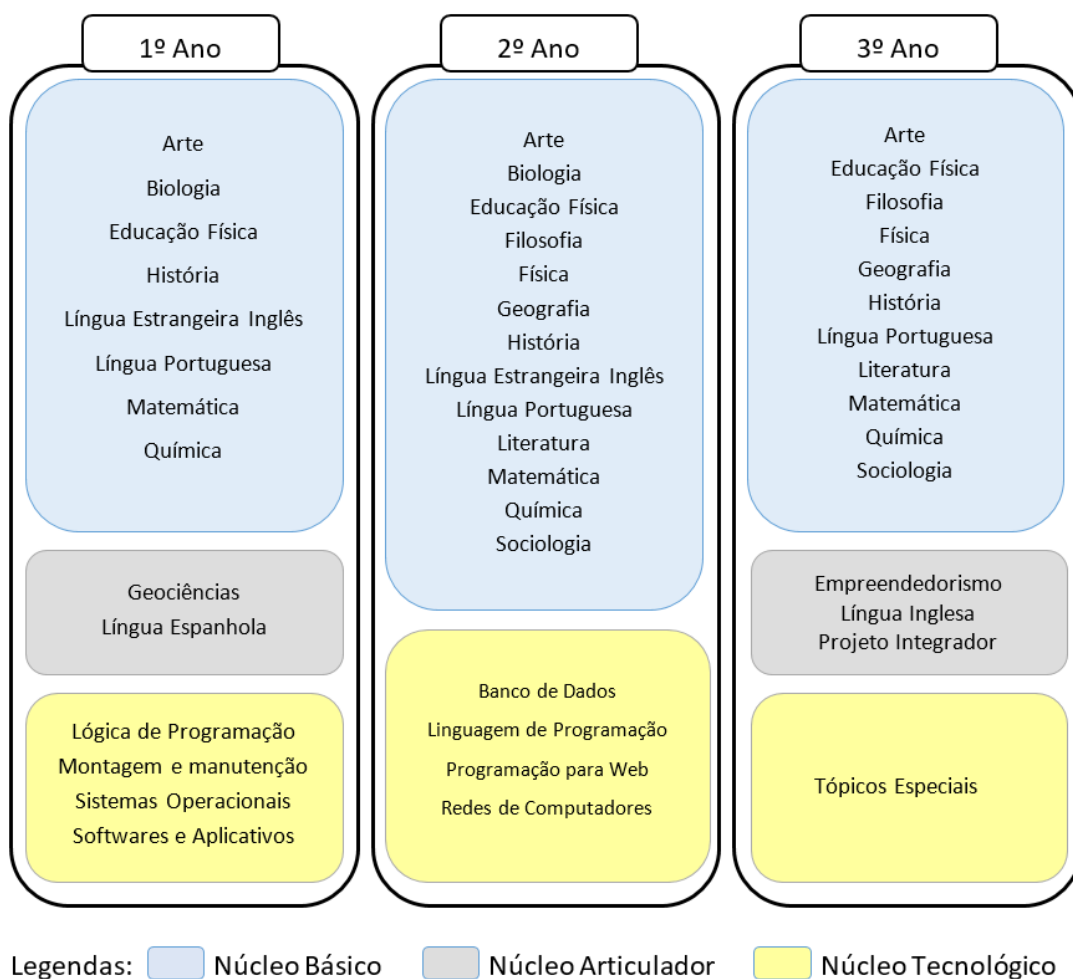 1º Ano
Arte
Biologia
Educação Física
História
Língua Estrangeira Inglês
Língua Portuguesa
Matemática
Química
Geociências
Língua Espanhola
Lógica de Programação
Montagem e manutenção
Sistemas Operacionais
Softwares e Aplicativos
2º Ano
Arte
Biologia
Educação Física
Filosofia
Física
Geografia
História
Língua Estrangeira Inglês
Língua Portuguesa
Literatura
Matemática
Química
Sociologia
Banco de Dados
Linguagem de Programação
Programação para Web
Redes de Computadores
3º Ano
Arte
Educação Física
Filosofia
Física
Geografia
História
Língua Portuguesa
Literatura
Matemática
Química
Sociologia
Empreendedorismo
Língua Inglesa
Projeto Integrador
Tópicos Especiais
Legendas: Núcleo Básico Núcleo Articulador Núcleo Tecnológico